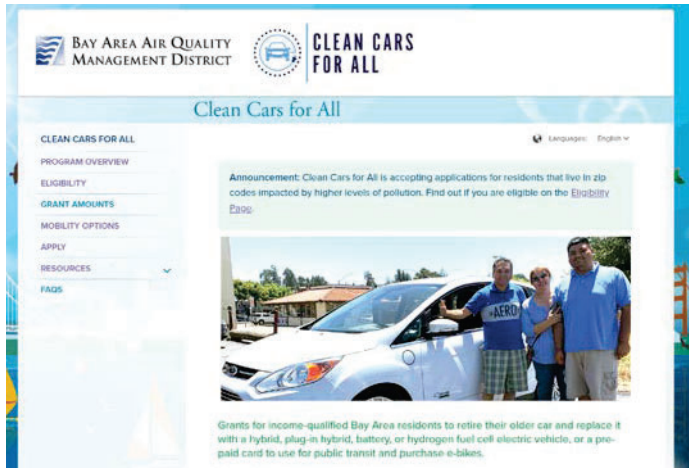 BAY AREA AIR QUALITY
MANAGEMENT DISTRICT
CLEAN CARS
FOR ALL
Clean Cars for All
CLEAN CARS FOR ALL
PROGRAM OVERVIEW
ELIGIBILITY
GRANT AMOUNTS
MOBILITY OPTIONS
APPLY
RESOURCES
FAQS
Languages: English
Announcement: Clean Cars for All is accepting applications for residents that live in zip
codes impacted by higher levels of pollution. Find out if you are eligible on the Eligibility
Page.
AERO
Grants for income-qualified Bay Area residents to retire their older car and replace it
with a hybrid, plug-in hybrid, battery, or hydrogen fuel cell electric vehicle, or a pre-
paid card to use for public transit and purchase e-bikes.